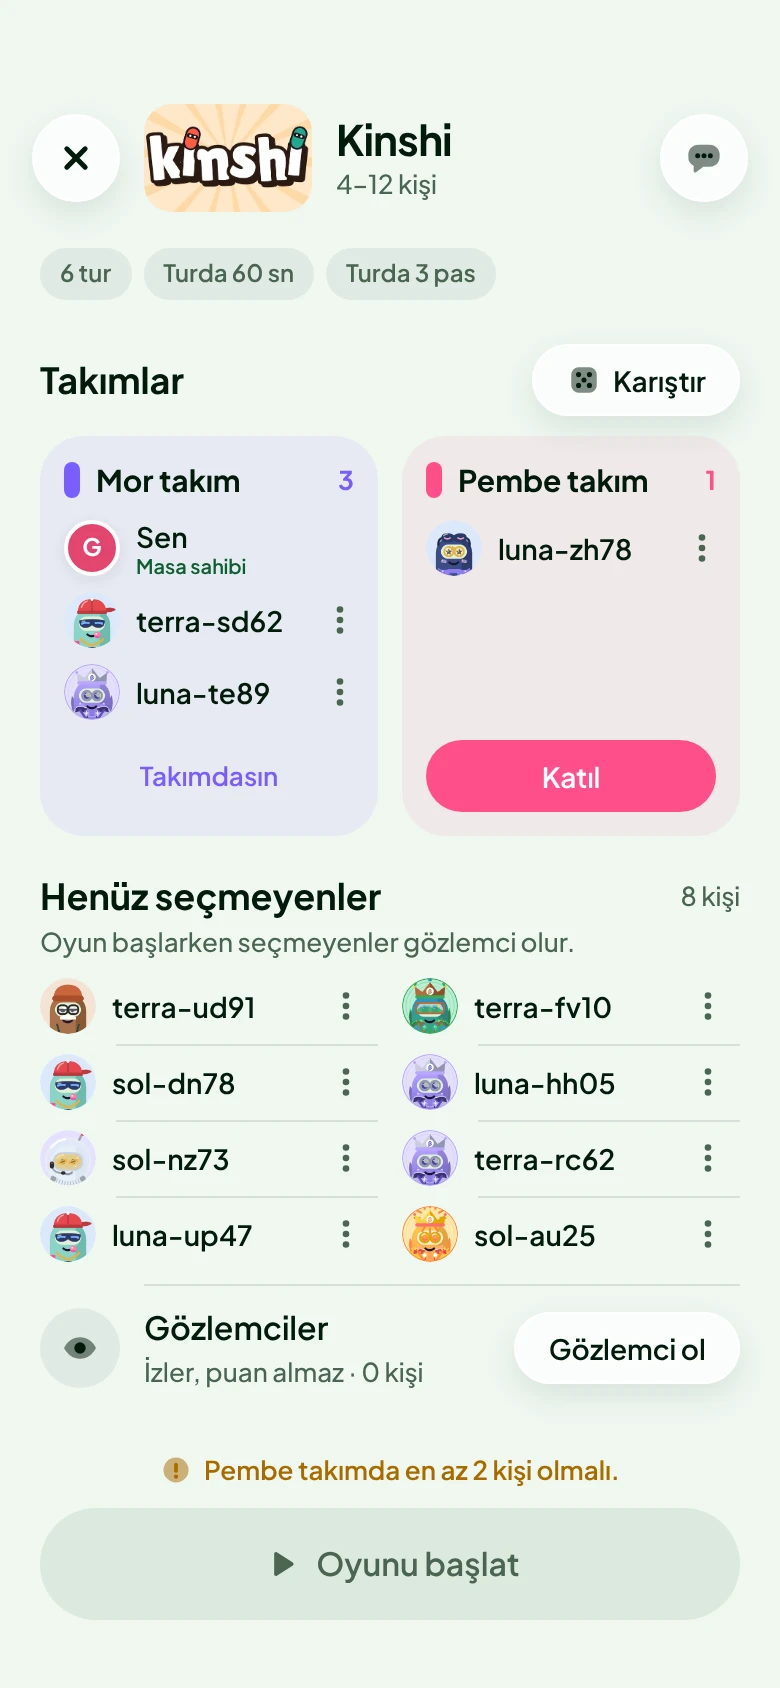 kinshi
Kinshi
4–12 kişi
6 tur
Turda 60 sn
Turda 3 pas
Takımlar
Karıştır
Mor takım
3
G
Sen
Masa sahibi
terra-sd62
luna-te89
Takımdasın
Pembe takım
1
luna-zh78
Katıl
Henüz seçmeyenler
8 kişi
Oyun başlarken seçmeyenler gözlemci olur.
terra-ud91
terra-fv10
sol-dn78
luna-hh05
sol-nz73
terra-rc62
luna-up47
sol-au25
Gözlemciler
İzler, puan almaz · 0 kişi
Gözlemci ol
Pembe takımda en az 2 kişi olmalı.
Oyunu başlat